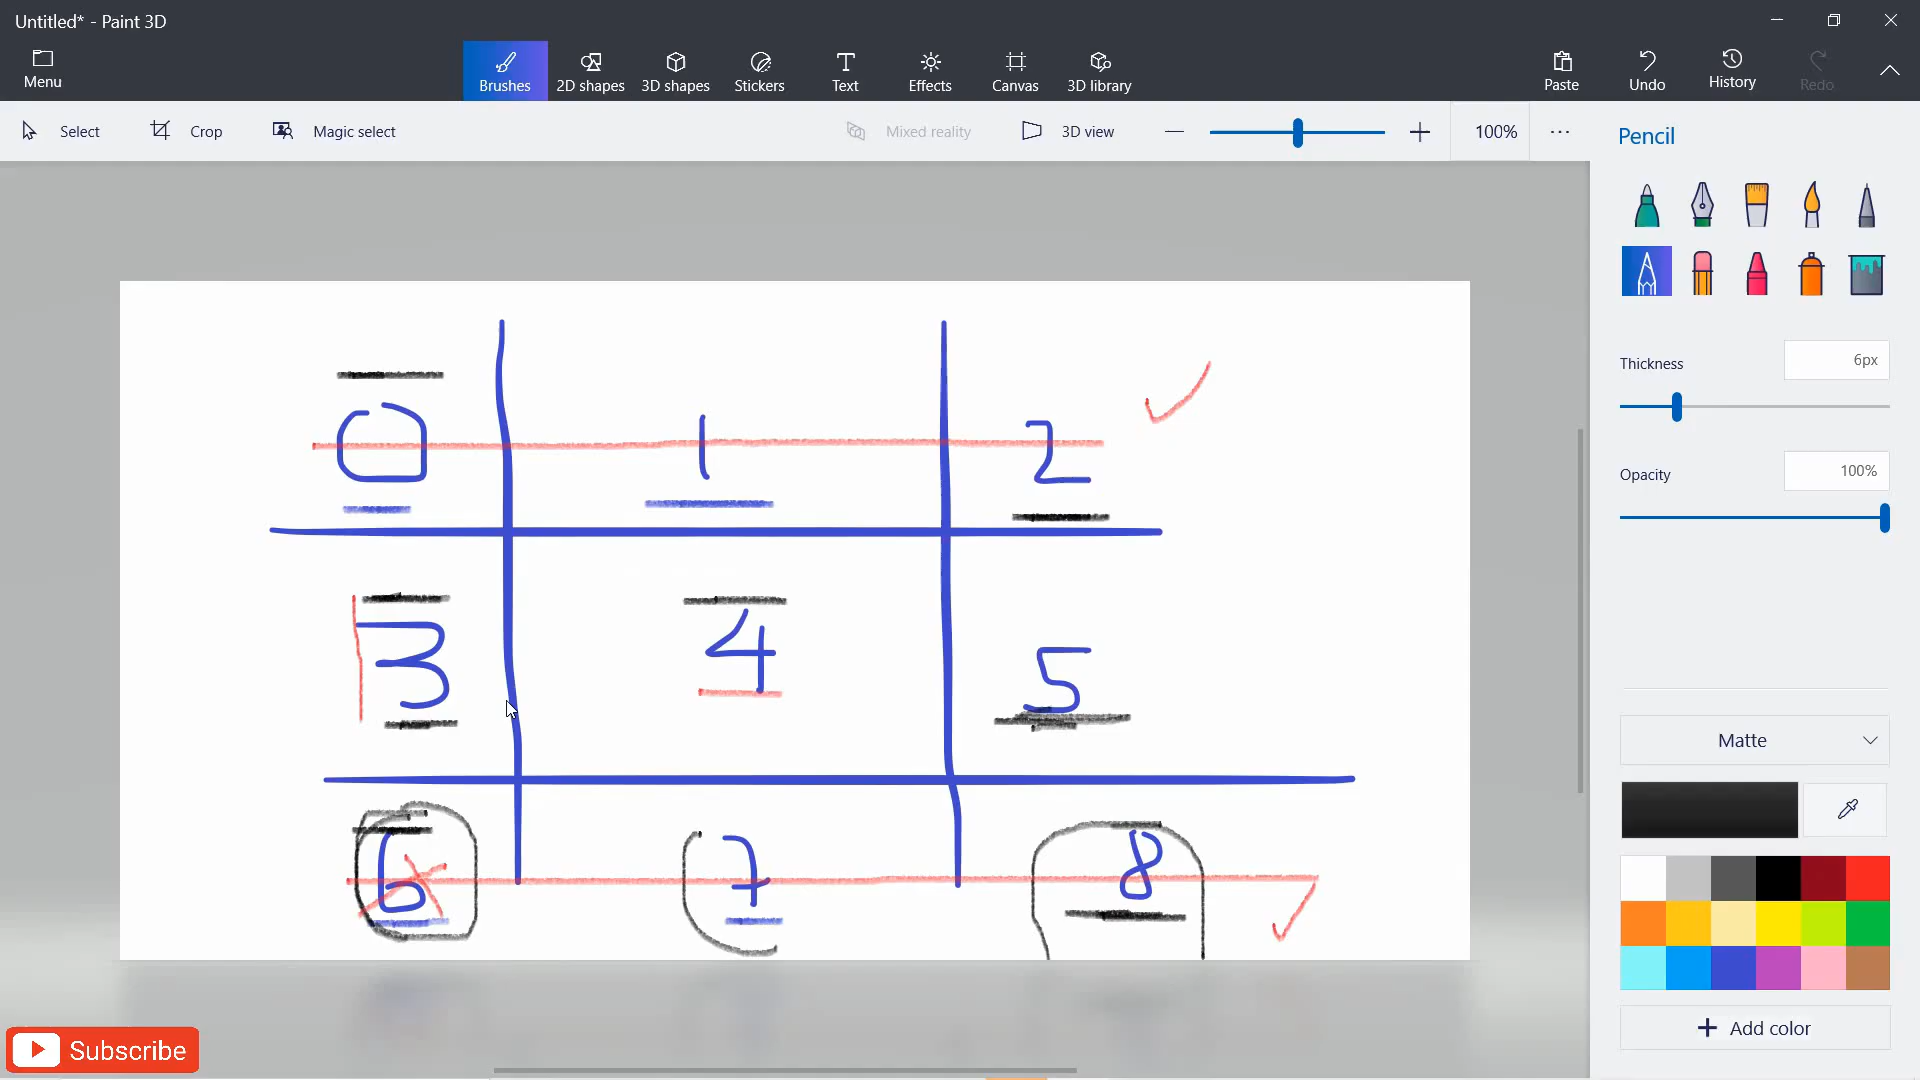 Untitled* - Paint 3D
Menu
Brushes 2D shapes 3D shapes Stickers Text Effects Canvas 3D library
Paste Undo History Redo
Select Crop Magic select Mixed reality 3D view 100%
Pencil
Thickness 6px
Opacity 100%
0 1 2
3 4 5
6 7 8
Matte
Add color
Subscribe